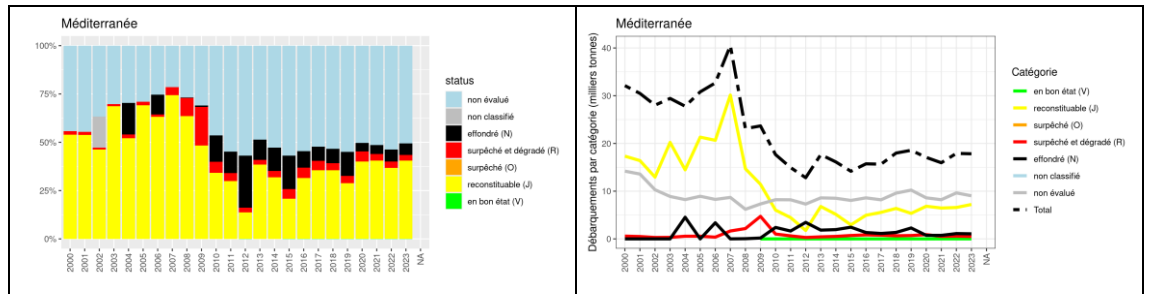 Méditerranée
100%
75%
50%
25%
0%
2000 2001 2002 2003 2004 2005 2006 2007 2008 2009 2010 2011 2012 2013 2014 2015 2016 2017 2018 2019 2020 2021 2022 2023 NA
status
non évalué
non classifié
effondré (N)
surpêché et dégradé (R)
surpêché (O)
reconstituable (J)
en bon état (V)
Méditerranée
Débarquements par catégorie (milliers tonnes)
40
30
20
10
0
2000 2001 2002 2003 2004 2005 2006 2007 2008 2009 2010 2011 2012 2013 2014 2015 2016 2017 2018 2019 2020 2021 2022 2023 NA
Catégorie
en bon état (V)
reconstituable (J)
surpêché (O)
surpêché et dégradé (R)
effondré (N)
non classifié
non évalué
Total